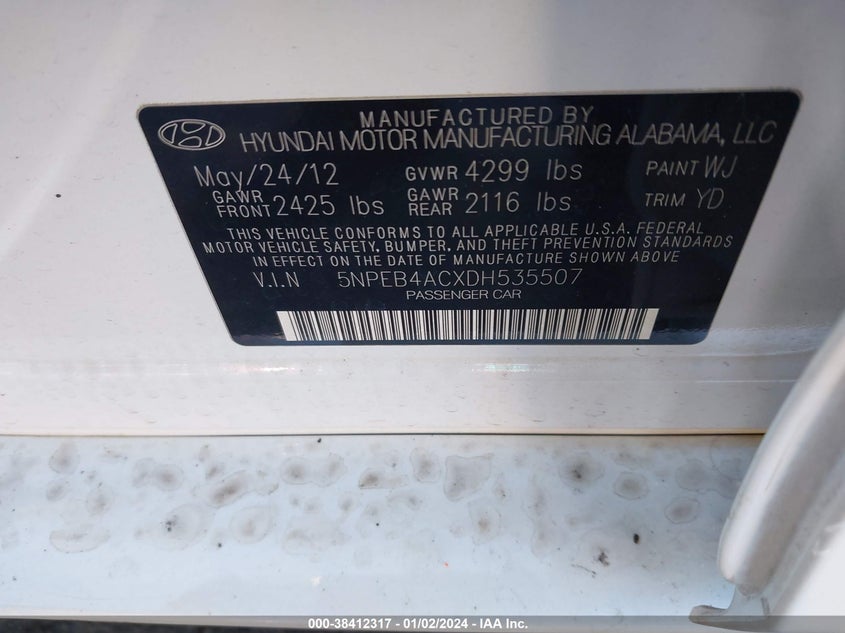 MANUFACTURED BY
HYUNDAI MOTOR MANUFACTURING ALABAMA, LLC
May/24/12 GVWR 4299 lbs PAINT WJ
GAWR FRONT 2425 lbs GAWR REAR 2116 lbs TRIM YD
THIS VEHICLE CONFORMS TO ALL APPLICABLE U.S.A. FEDERAL
MOTOR VEHICLE SAFETY, BUMPER, AND THEFT PREVENTION STANDARDS
IN EFFECT ON THE DATE OF MANUFACTURE SHOWN ABOVE
V.I.N 5NPEB4ACXDH535507
PASSENGER CAR
000-38412317 - 01/02/2024 - IAA Inc.